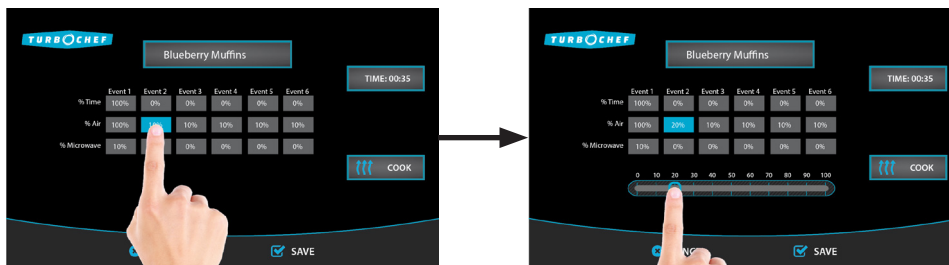 TURBOCHEF
Blueberry Muffins
TIME: 00:35
Event 1 Event 2 Event 3 Event 4 Event 5 Event 6
% Time 100% 0% 0% 0% 0% 0%
% Air 100% 10% 10% 10% 10%
% Microwave 10% 0% 0% 0% 0%
COOK
SAVE
TURBOCHEF
Blueberry Muffins
TIME: 00:35
Event 1 Event 2 Event 3 Event 4 Event 5 Event 6
% Time 100% 0% 0% 0% 0% 0%
% Air 100% 20% 10% 10% 10% 10%
% Microwave 10% 0% 0% 0% 0% 0%
COOK
0 10 20 30 40 50 60 70 80 90 100
SAVE